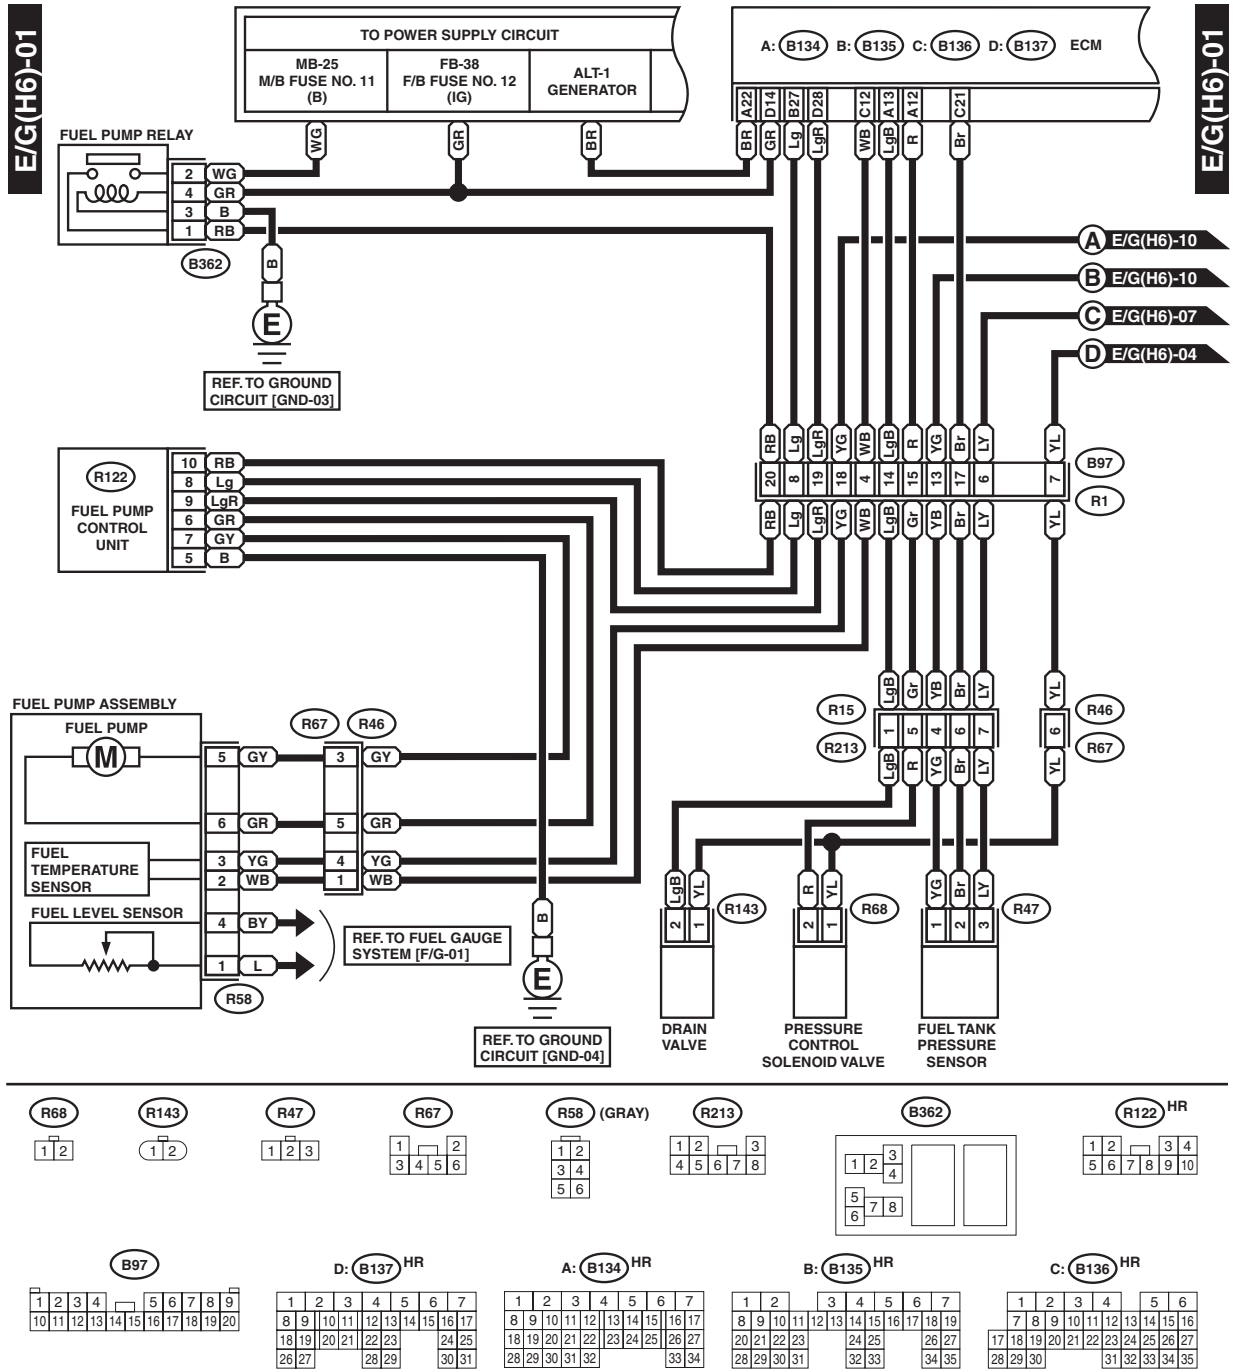 E/G(H6)-01
E/G(H6)-01
TO POWER SUPPLY CIRCUIT
MB-25
M/B FUSE NO. 11
(B)
FB-38
F/B FUSE NO. 12
(IG)
ALT-1
GENERATOR
A: B134 B: B135 C: B136 D: B137 ECM
A22 D14 B27 D28 C12 A13 A12 C21
WG GR BR BR GR Lg LgR WB LgB R Br
FUEL PUMP RELAY
2 WG
4 GR
3 B
1 RB
B362
B
E
REF. TO GROUND
CIRCUIT [GND-03]
A E/G(H6)-10
B E/G(H6)-10
C E/G(H6)-07
D E/G(H6)-04
RB Lg LgR YG WB LgB R YG Br LY YL
20 8 19 18 4 14 15 13 17 6 7
B97
R1
RB Lg LgR YG WB LgB Gr YB Br LY YL
R122
FUEL PUMP
CONTROL
UNIT
10 RB
8 Lg
9 LgR
6 GR
7 GY
5 B
FUEL PUMP ASSEMBLY
FUEL PUMP
M
R67 R46
5 GY 3 GY
6 GR 5 GR
FUEL
TEMPERATURE
SENSOR
3 YG 4 YG
2 WB 1 WB
FUEL LEVEL SENSOR
4 BY
1 L
R58
REF. TO FUEL GAUGE
SYSTEM [F/G-01]
B
E
REF. TO GROUND
CIRCUIT [GND-04]
LgB Gr YB Br LY YL
R15
R213
1 5 4 6 7 6
R46
R67
LgB R YG Br LY YL
LgB YL R YL YG Br LY
2 1 2 1 1 2 3
R143
R68
R47
DRAIN
VALVE
PRESSURE
CONTROL
SOLENOID VALVE
FUEL TANK
PRESSURE
SENSOR
R68
1 2
R143
1 2
R47
1 2 3
R67
1 2
3 4 5 6
R58 (GRAY)
1 2
3 4
5 6
R213
1 2 3
4 5 6 7 8
B362
1 2 3
4
5
6 7 8
R122 HR
1 2 3 4
5 6 7 8 9 10
B97
1 2 3 4 5 6 7 8 9
10 11 12 13 14 15 16 17 18 19 20
D: B137 HR
1 2 3 4 5 6 7
8 9 10 11 12 13 14 15 16 17
18 19 20 21 22 23 24 25
26 27 28 29 30 31
A: B134 HR
1 2 3 4 5 6 7
8 9 10 11 12 13 14 15 16 17
18 19 20 21 22 23 24 25 26 27
28 29 30 31 32 33 34
B: B135 HR
1 2 3 4 5 6 7
8 9 10 11 12 13 14 15 16 17 18 19
20 21 22 23 24 25 26 27
28 29 30 31 32 33 34 35
C: B136 HR
1 2 3 4 5 6
7 8 9 10 11 12 13 14 15 16
17 18 19 20 21 22 23 24 25 26 27
28 29 30 31 32 33 34 35